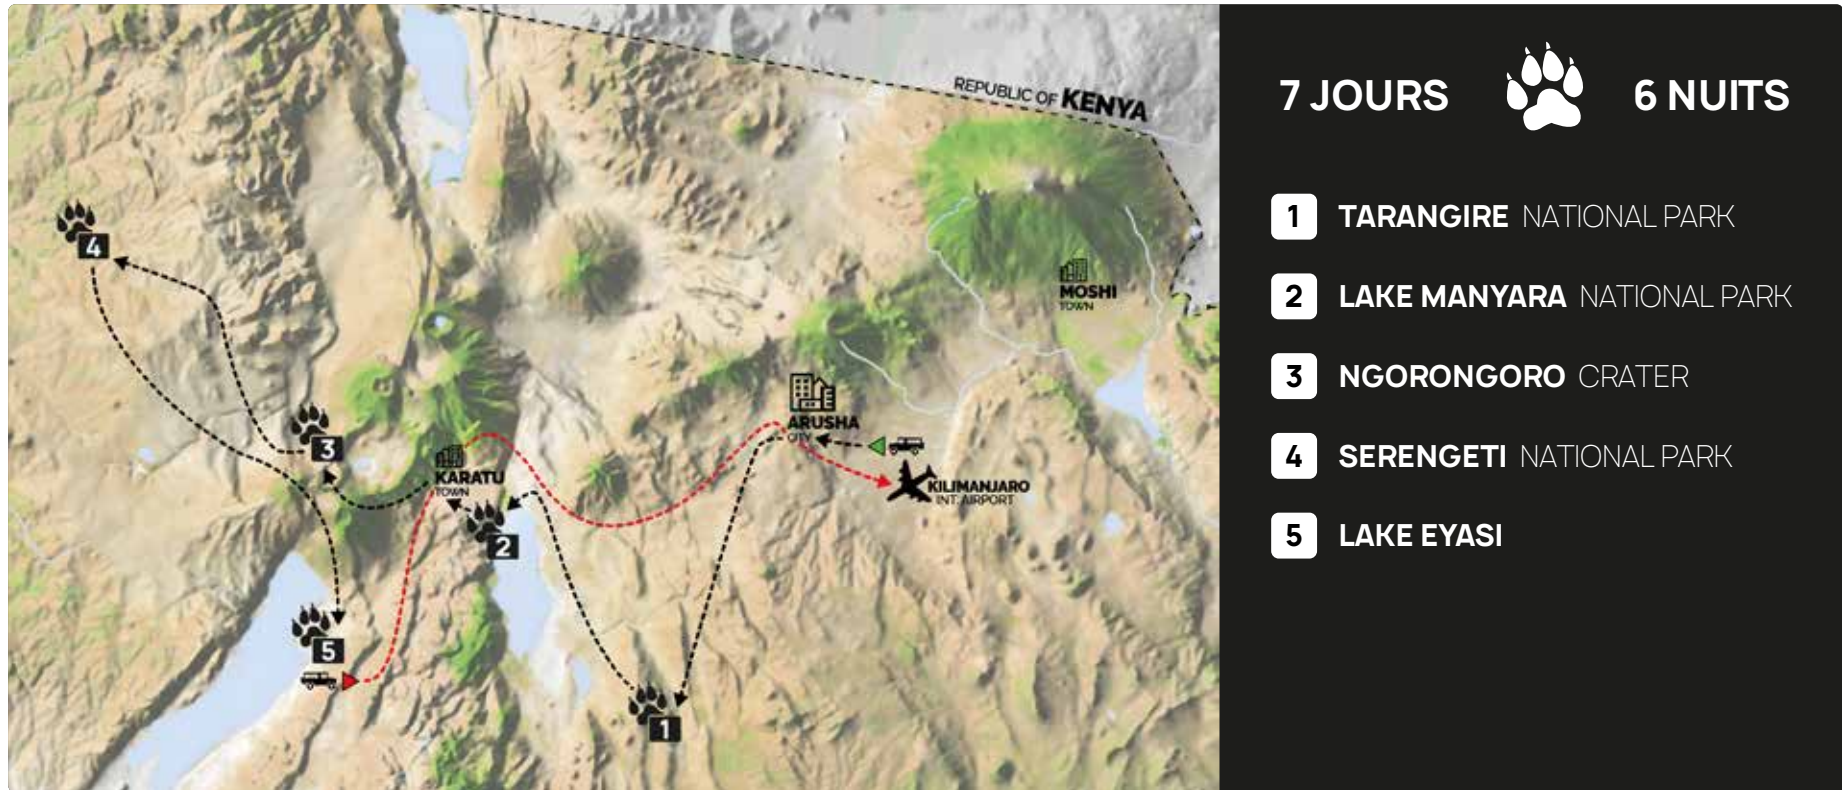 REPUBLIC OF KENYA
4
MOSHI
TOWN
ARUSHA
CITY
3
KARATU
TOWN
KILIMANJARO
INT. AIRPORT
2
5
1
7 JOURS 6 NUITS
1 TARANGIRE NATIONAL PARK
2 LAKE MANYARA NATIONAL PARK
3 NGORONGORO CRATER
4 SERENGETI NATIONAL PARK
5 LAKE EYASI